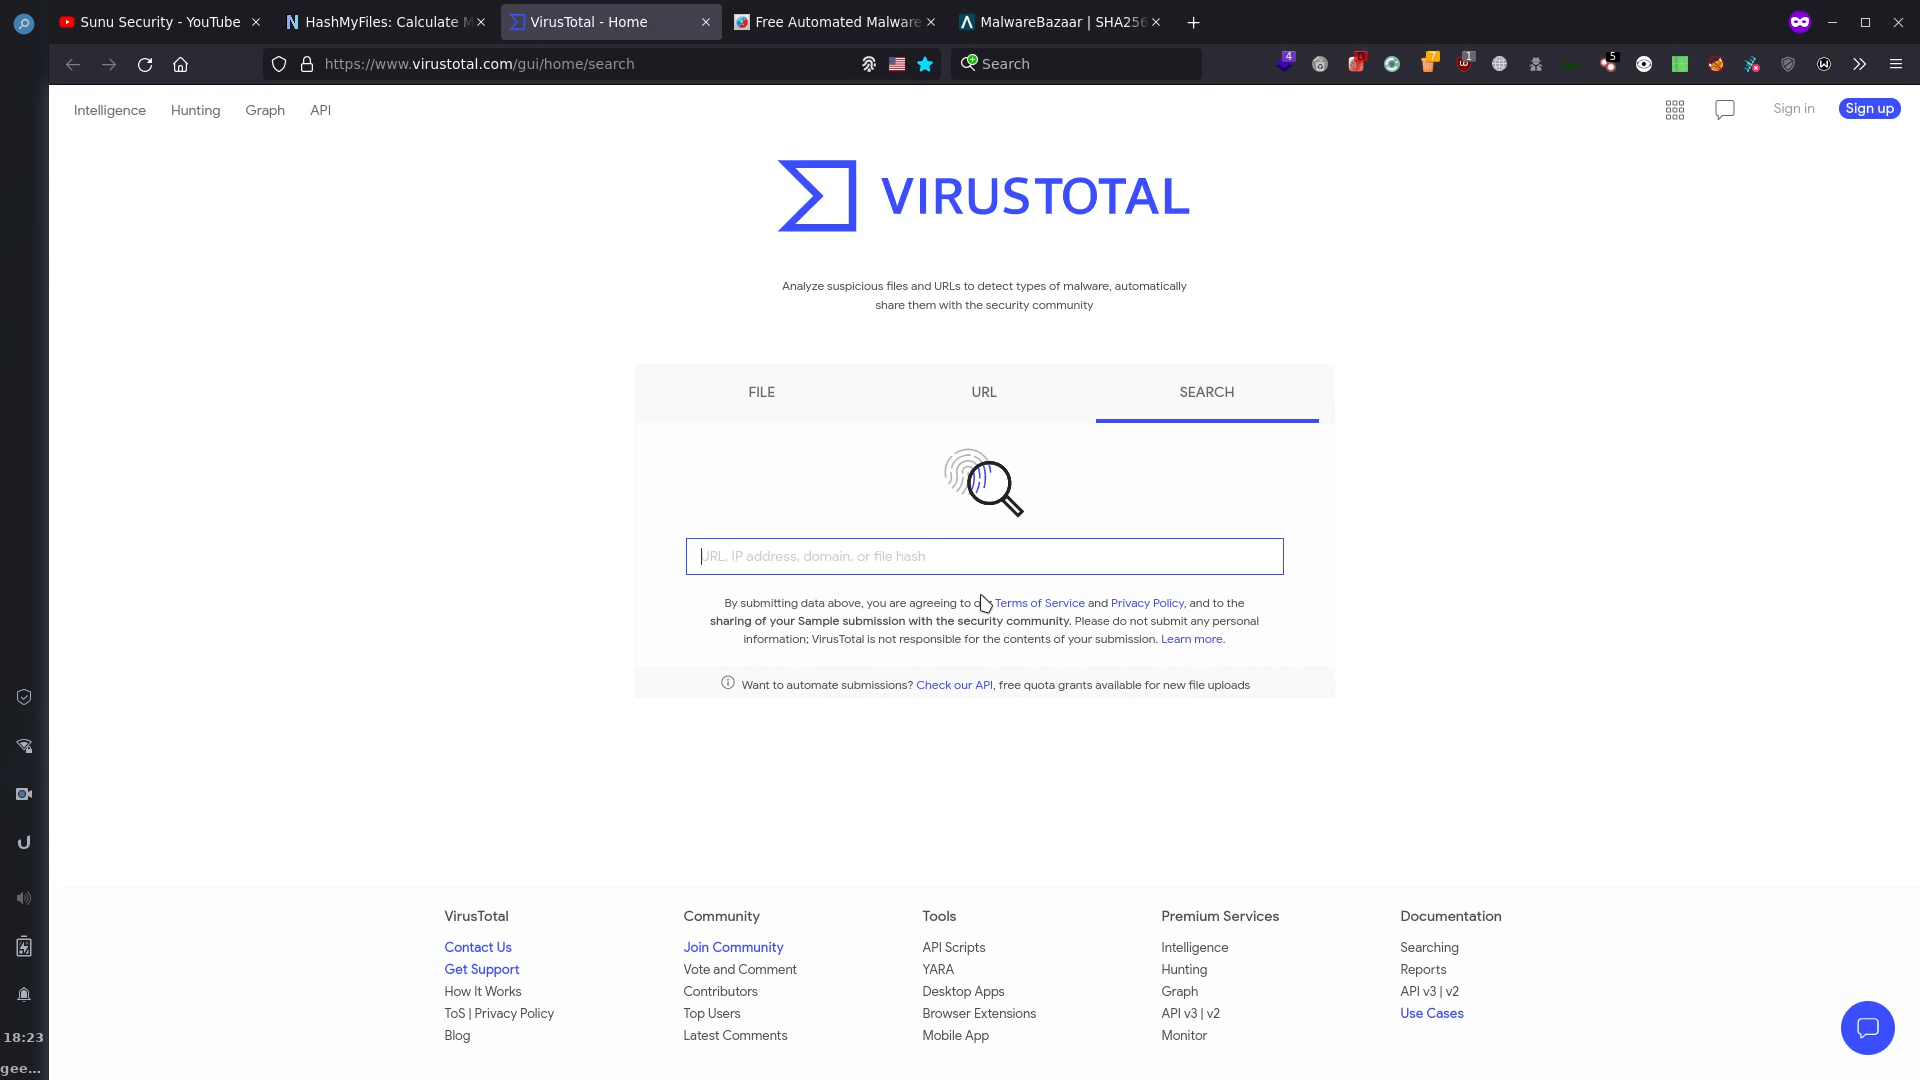 Sunu Security - YouTube
HashMyFiles: Calculate M
VirusTotal - Home
Free Automated Malware
MalwareBazaar | SHA256
https://www.virustotal.com/gui/home/search
Search
4
7
1
5
Intelligence
Hunting
Graph
API
Sign in
Sign up
VIRUSTOTAL
Analyze suspicious files and URLs to detect types of malware, automatically
share them with the security community
FILE
URL
SEARCH
URL, IP address, domain, or file hash
By submitting data above, you are agreeing to our Terms of Service and Privacy Policy, and to the
sharing of your Sample submission with the security community. Please do not submit any personal
information; VirusTotal is not responsible for the contents of your submission. Learn more.
Want to automate submissions? Check our API, free quota grants available for new file uploads
VirusTotal
Contact Us
Get Support
How It Works
ToS | Privacy Policy
Blog
Community
Join Community
Vote and Comment
Contributors
Top Users
Latest Comments
Tools
API Scripts
YARA
Desktop Apps
Browser Extensions
Mobile App
Premium Services
Intelligence
Hunting
Graph
API v3 | v2
Monitor
Documentation
Searching
Reports
API v3 | v2
Use Cases
18:23
gee...